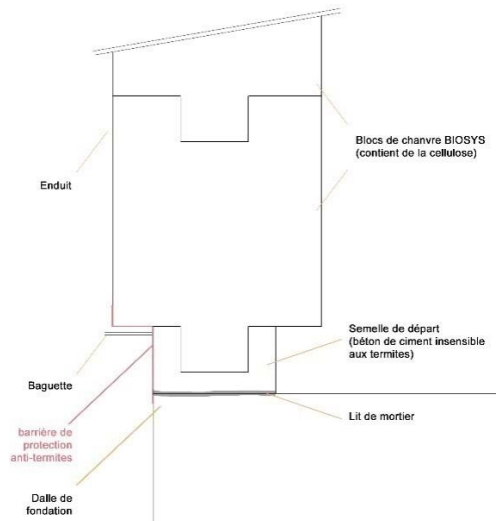 Blocs de chanvre BIOSYS
(contient de la cellulose)
Enduit
Semelle de départ
(béton de ciment insensible
aux termites)
Baguette
Lit de mortier
barrière de
protection
anti-termites
Dalle de
fondation